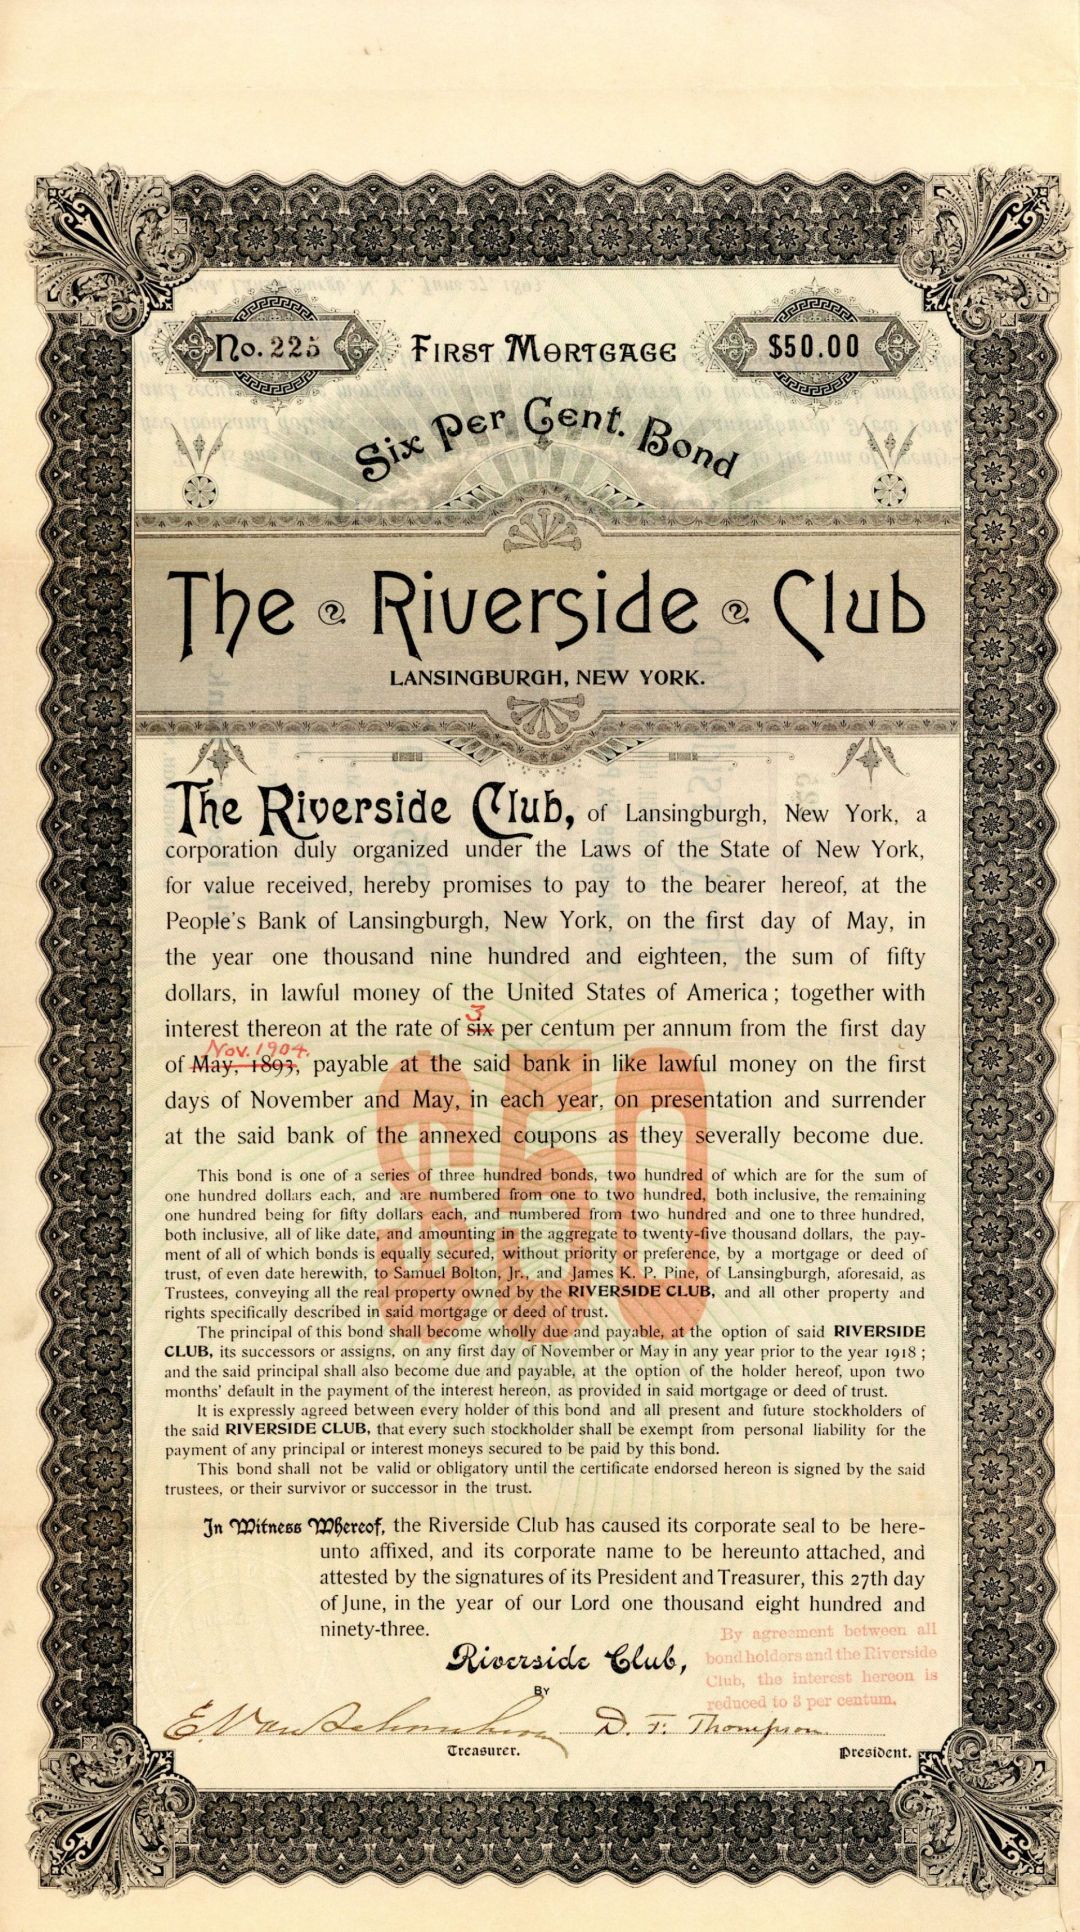 No. 225
First Mortgage
$50.00
Six Per Cent. Bond
The Riverside Club
LANSINGBURGH, NEW YORK.
The Riverside Club, of Lansingburgh, New York, a
corporation duly organized under the Laws of the State of New York,
for value received, hereby promises to pay to the bearer hereof, at the
People's Bank of Lansingburgh, New York, on the first day of May, in
the year one thousand nine hundred and eighteen, the sum of fifty
dollars, in lawful money of the United States of America; together with
3
interest thereon at the rate of six per centum per annum from the first day
Nov. 1904.
of May, 1893, payable at the said bank in like lawful money on the first
days of November and May, in each year, on presentation and surrender
at the said bank of the annexed coupons as they severally become due.
$50
This bond is one of a series of three hundred bonds, two hundred of which are for the sum of
one hundred dollars each, and are numbered from one to two hundred, both inclusive, the remaining
one hundred being for fifty dollars each, and numbered from two hundred and one to three hundred,
both inclusive, all of like date, and amounting in the aggregate to twenty-five thousand dollars, the pay-
ment of all of which bonds is equally secured, without priority or preference, by a mortgage or deed of
trust, of even date herewith, to Samuel Bolton, Jr., and James K. P. Pine, of Lansingburgh, aforesaid, as
Trustees, conveying all the real property owned by the RIVERSIDE CLUB, and all other property and
rights specifically described in said mortgage or deed of trust.
The principal of this bond shall become wholly due and payable, at the option of said RIVERSIDE
CLUB, its successors or assigns, on any first day of November or May in any year prior to the year 1918;
and the said principal shall also become due and payable, at the option of the holder hereof, upon two
months' default in the payment of the interest hereon, as provided in said mortgage or deed of trust.
It is expressly agreed between every holder of this bond and all present and future stockholders of
the said RIVERSIDE CLUB, that every such stockholder shall be exempt from personal liability for the
payment of any principal or interest moneys secured to be paid by this bond.
This bond shall not be valid or obligatory until the certificate endorsed hereon is signed by the said
trustees, or their survivor or successor in the trust.
In Witness Whereof, the Riverside Club has caused its corporate seal to be here-
unto affixed, and its corporate name to be hereunto attached, and
attested by the signatures of its President and Treasurer, this 27th day
of June, in the year of our Lord one thousand eight hundred and
ninety-three.
By agreement between all
bondholders and the Riverside
Club, the interest hereon is
reduced to 3 per centum.
Riverside Club,
BY
E. Van Schoonhoven D. T. Thompson
Treasurer. President.